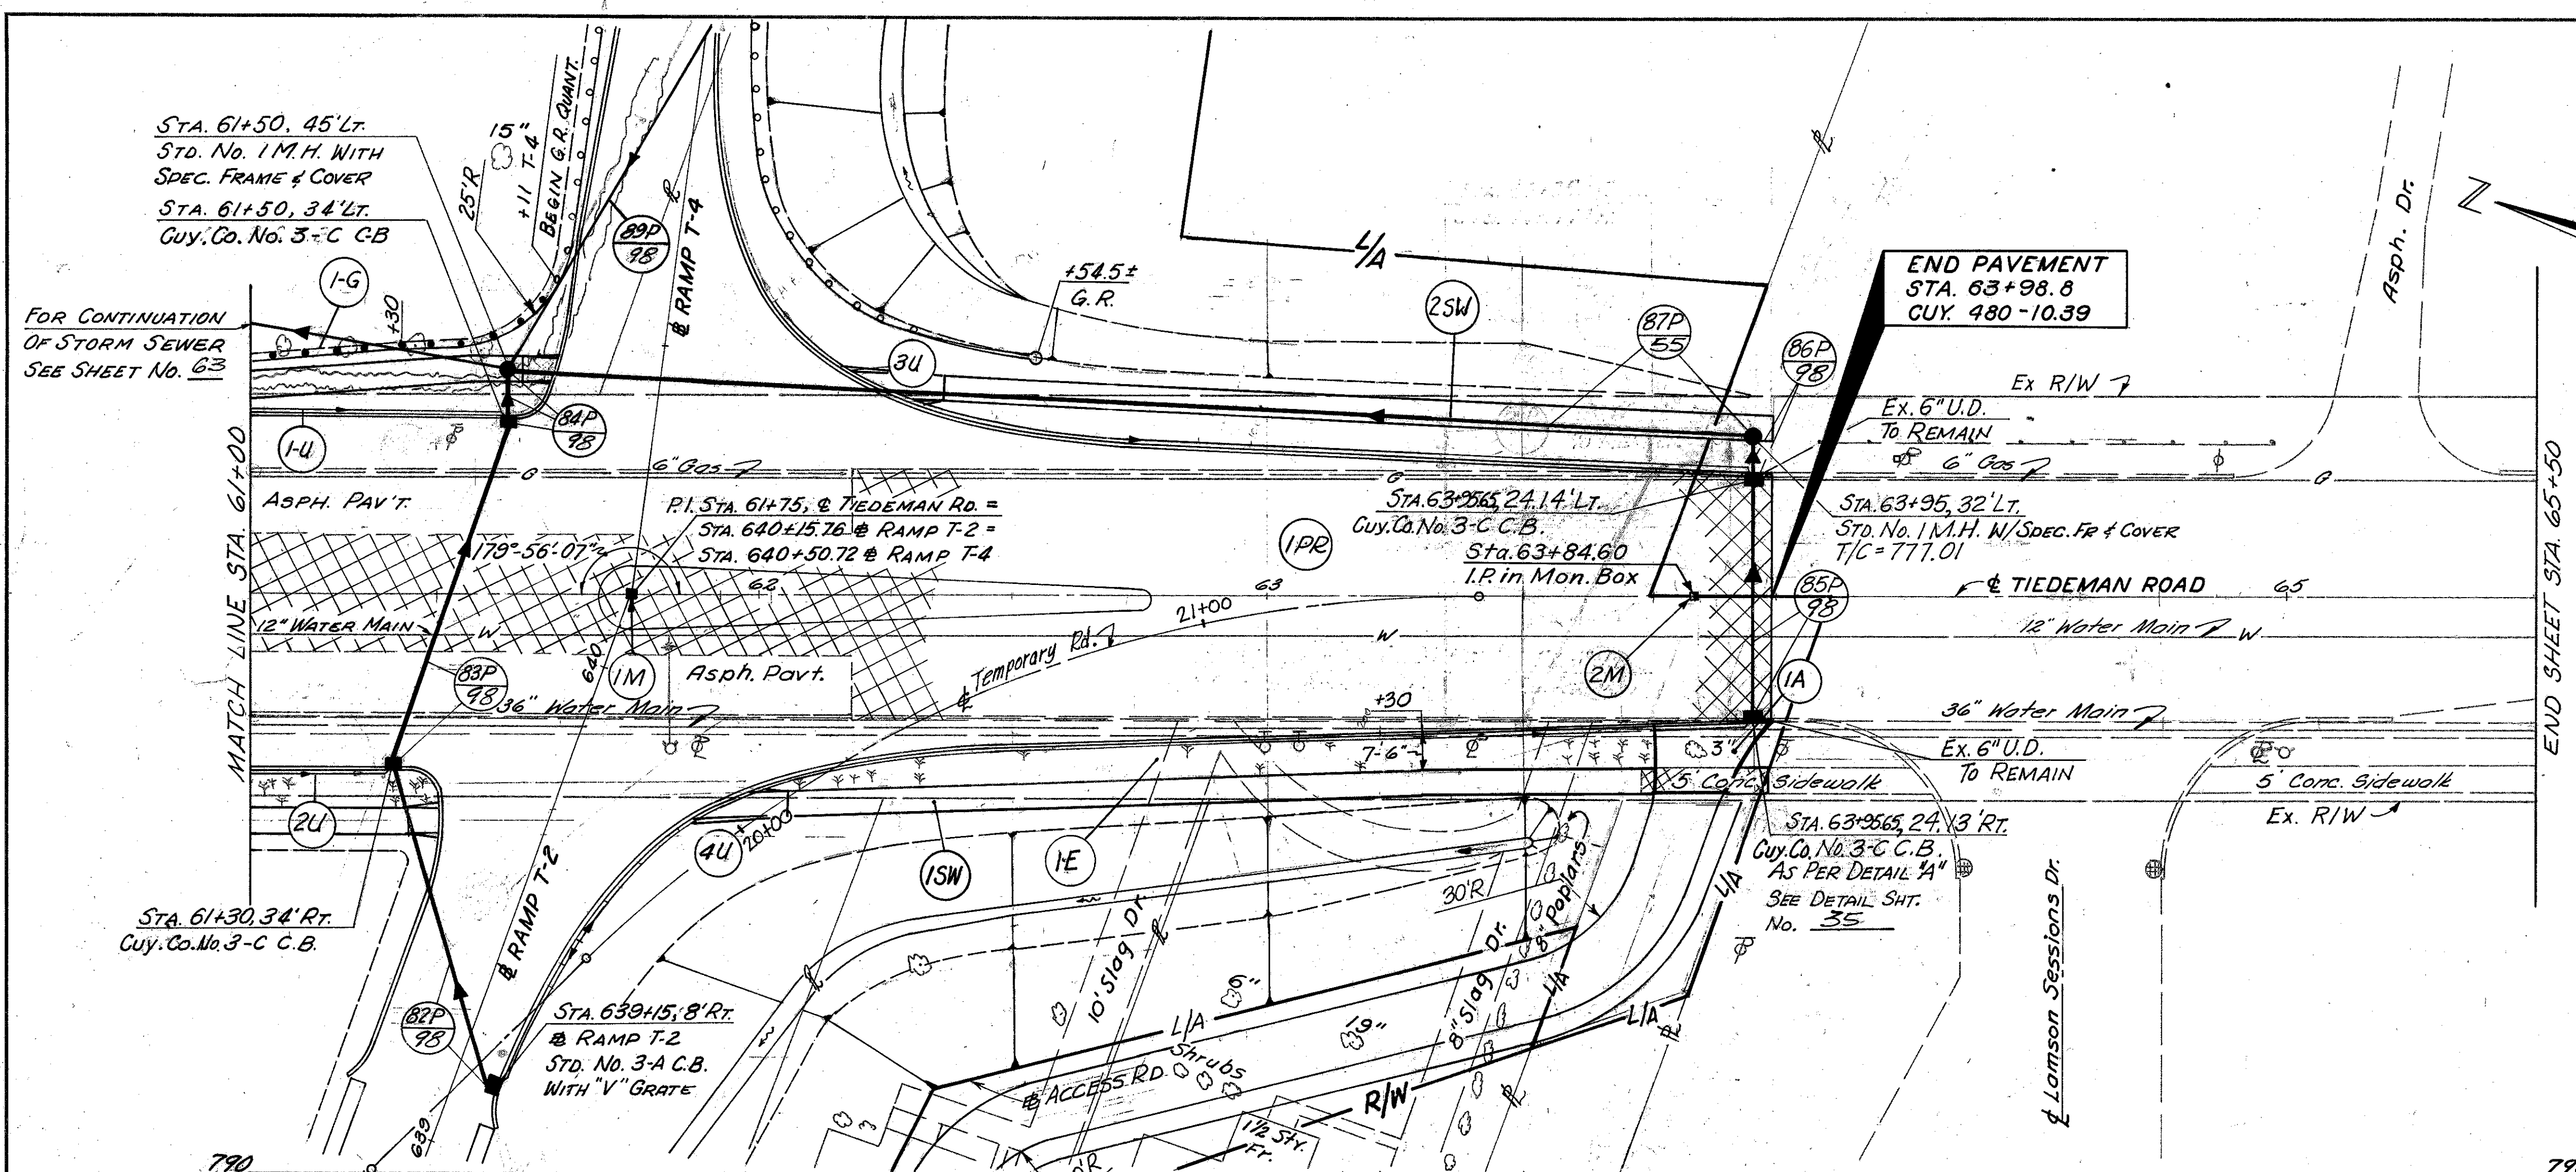 STA. 61+50, 45' LT.
STD. No. 1 M.H. WITH
SPEC. FRAME & COVER
STA. 61+50, 34' LT.
Cuy. Co. No. 3-C C.B.
FOR CONTINUATION
OF STORM SEWER
SEE SHEET No. 63
1-G
+30
25'R
15"
+11 T-4
BEGIN G.R. QUANT.
89P
98
℄ RAMP T-4
+54.5±
G.R.
L/A
2SW
87P
55
86P
98
END PAVEMENT
STA. 63+98.8
CUY. 480-10.39
Asph. Dr.
Z
3U
84P
98
1-U
Ex R/W
Ex. 6" U.D.
TO REMAIN
6" Gas
G
6" Gas
G
G
MATCH LINE STA. 61+00
ASPH. PAV'T.
P.I. STA. 61+75, ℄ TIEDEMAN RD. =
STA. 640+15.76 ℄ RAMP T-2 =
STA. 640+50.72 ℄ RAMP T-4
179°-56'-07"
1PR
STA. 63+95.65, 24.14' LT.
Cuy. Co. No. 3-C C.B.
Sta. 63+84.60
I.P. in Mon. Box
STA. 63+95, 32' LT.
STD. No. 1 M.H. W/SPEC. FR & COVER
T/C = 777.01
62
63
℄ TIEDEMAN ROAD
65
85P
98
21+00
12" WATER MAIN
W
W
12" Water Main
W
83P
98
640
1M
Asph. Pavt.
℄ Temporary Rd.
2M
1A
36" Water Main
+30
7'-6"
36" Water Main
3"
Ex. 6" U.D.
TO REMAIN
5' Conc. Sidewalk
5' Conc. Sidewalk
Ex. R/W
END SHEET STA. 65+50
2U
4U
20+00
1SW
1-E
STA. 63+95.65, 24.13' RT.
Cuy. Co. No. 3-C C.B.
AS PER DETAIL "A"
SEE DETAIL SHT.
No. 35
L/A
30'R
8" Poplars
STA. 61+30, 34' RT.
Cuy. Co. No. 3-C C.B.
℄ RAMP T-2
10' Slag Dr.
8" Slag Dr.
6"
19"
L/A
L/A
L/A
82P
98
STA. 639+15, 8' RT.
℄ RAMP T-2
STD. No. 3-A C.B.
WITH "V" GRATE
Shrubs
℄ ACCESS RD.
R/W
3
1½ Sty.
Fr.
℄ Lamson Sessions Dr.
639
790
79